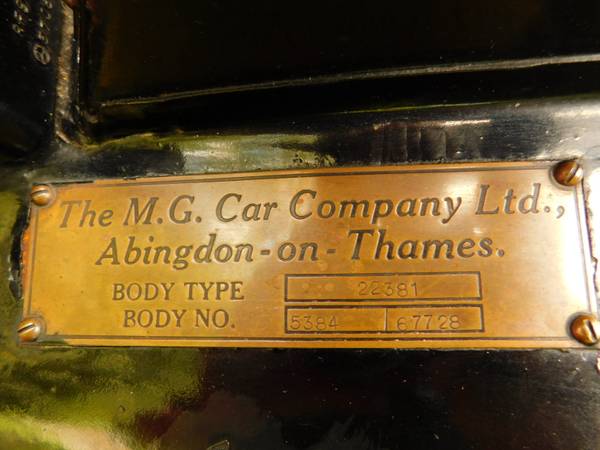 The M.G. Car Company Ltd.,
Abingdon-on-Thames.
BODY TYPE 22381
BODY NO. 5384 67728